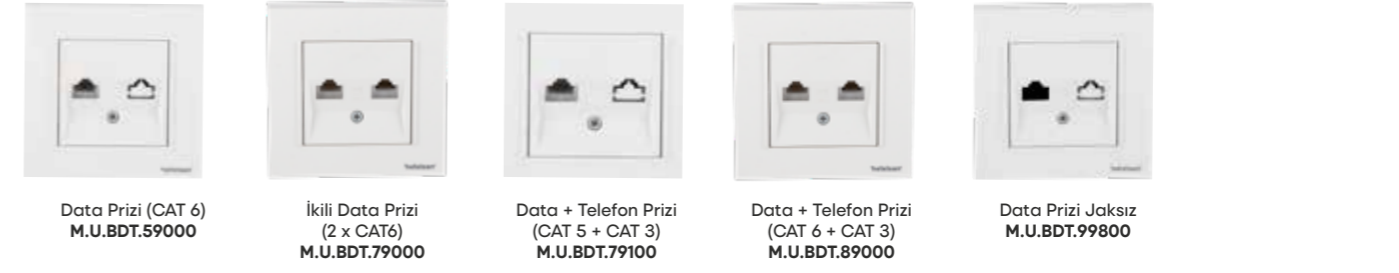 Data Prizi (CAT 6)
M.U.BDT.59000
İkili Data Prizi
(2 x CAT6)
M.U.BDT.79000
Data + Telefon Prizi
(CAT 5 + CAT 3)
M.U.BDT.79100
Data + Telefon Prizi
(CAT 6 + CAT 3)
M.U.BDT.89000
Data Prizi Jaksız
M.U.BDT.99800